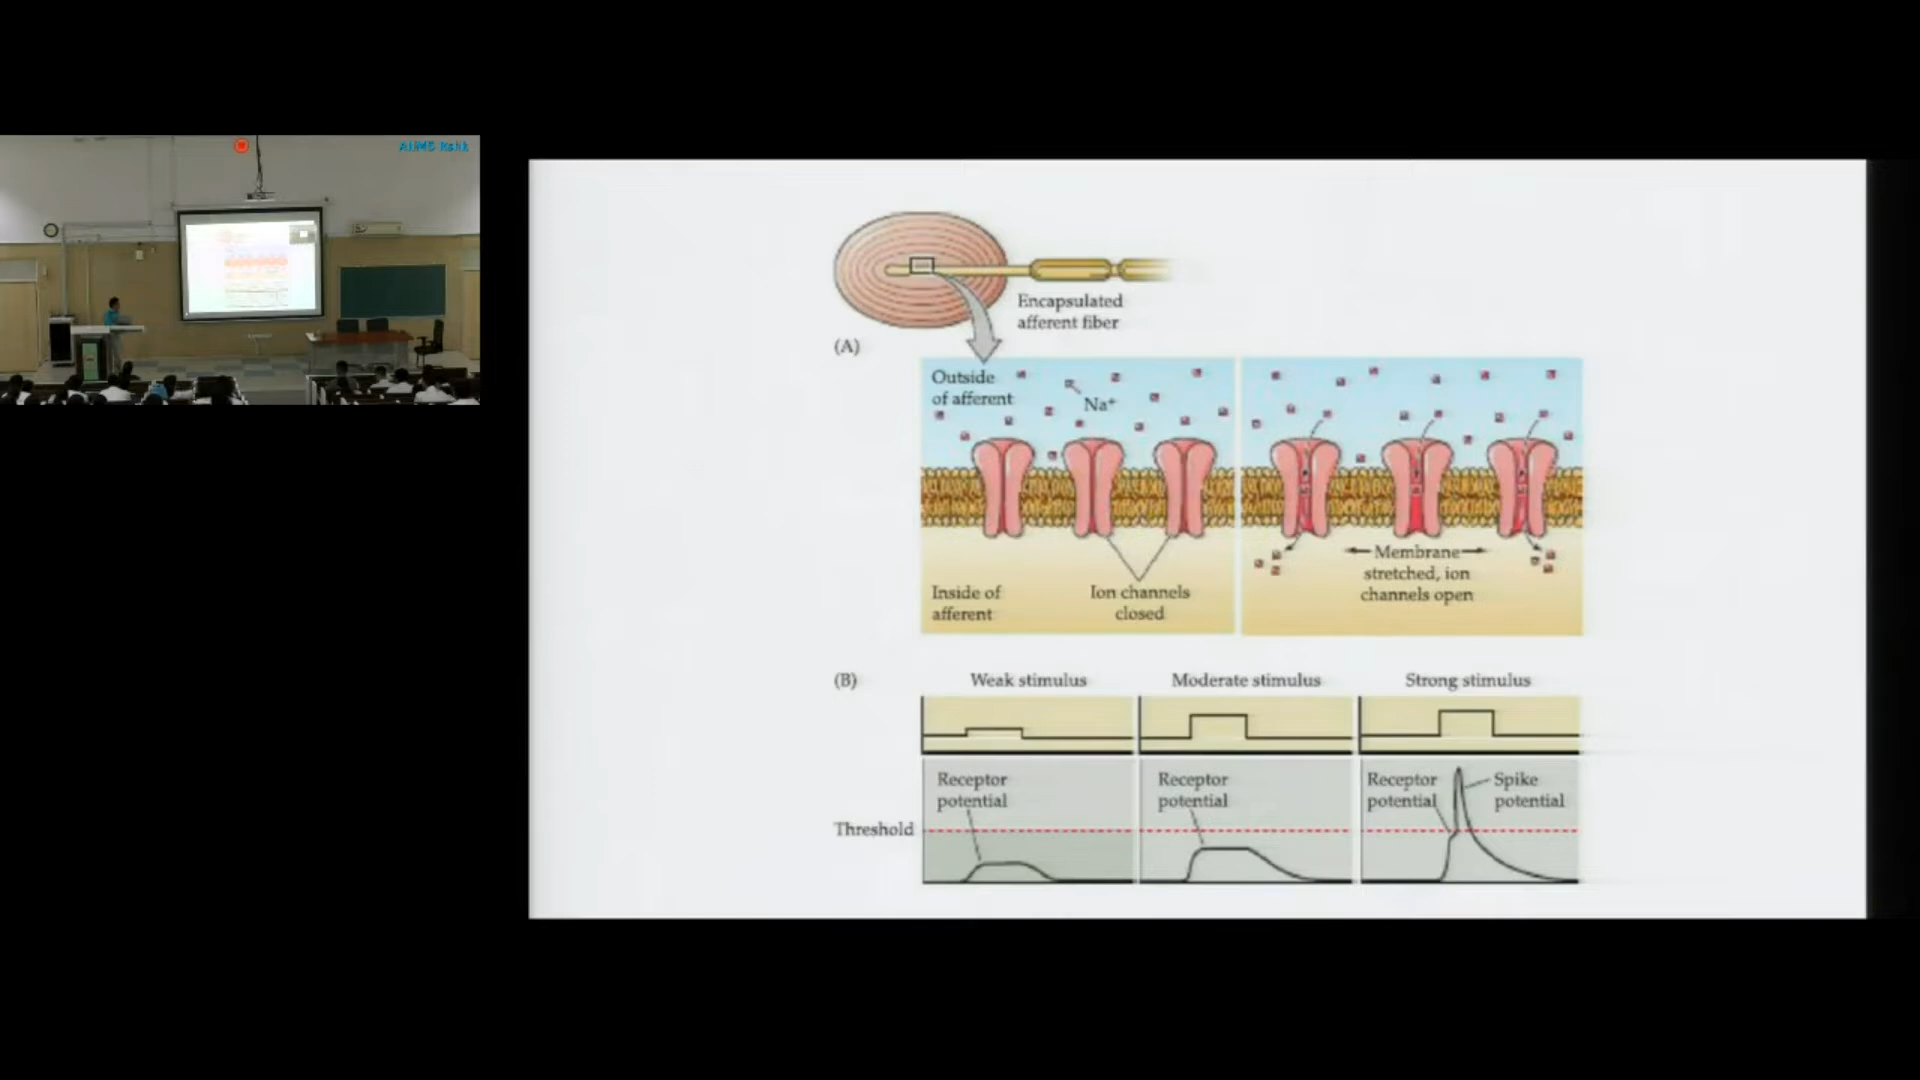 Encapsulated
afferent fiber
(A)
Outside
of afferent
Na⁺
Inside of
afferent
Ion channels
closed
Membrane
stretched, ion
channels open
(B)
Weak stimulus
Moderate stimulus
Strong stimulus
Receptor
potential
Receptor
potential
Receptor
potential
Spike
potential
Threshold